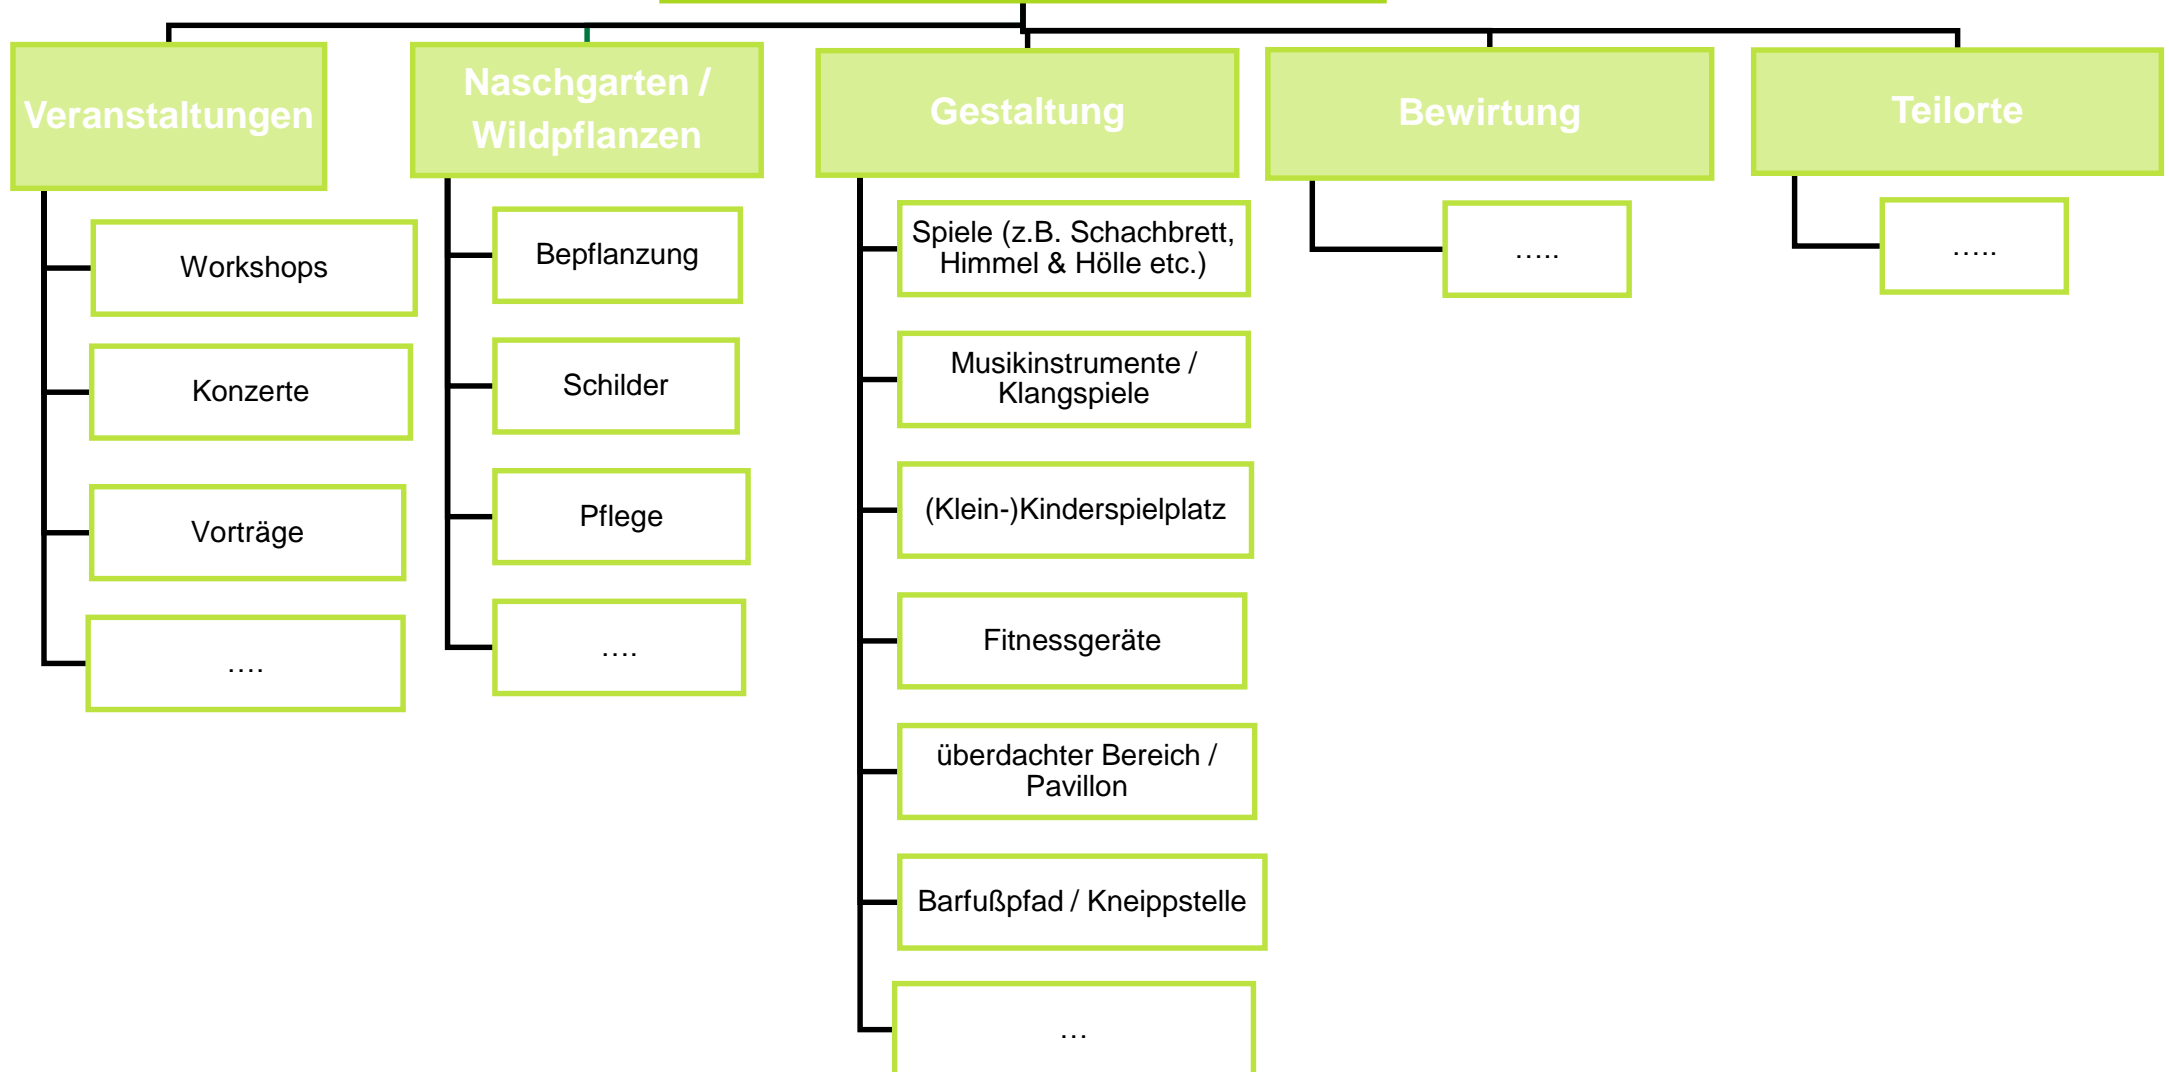 Veranstaltungen
Workshops
Konzerte
Vorträge
….
Naschgarten /
Wildpflanzen
Bepflanzung
Schilder
Pflege
….
Gestaltung
Spiele (z.B. Schachbrett,
Himmel & Hölle etc.)
Musikinstrumente /
Klangspiele
(Klein-)Kinderspielplatz
Fitnessgeräte
überdachter Bereich /
Pavillon
Barfußpfad / Kneippstelle
…
Bewirtung
…..
Teilorte
…..